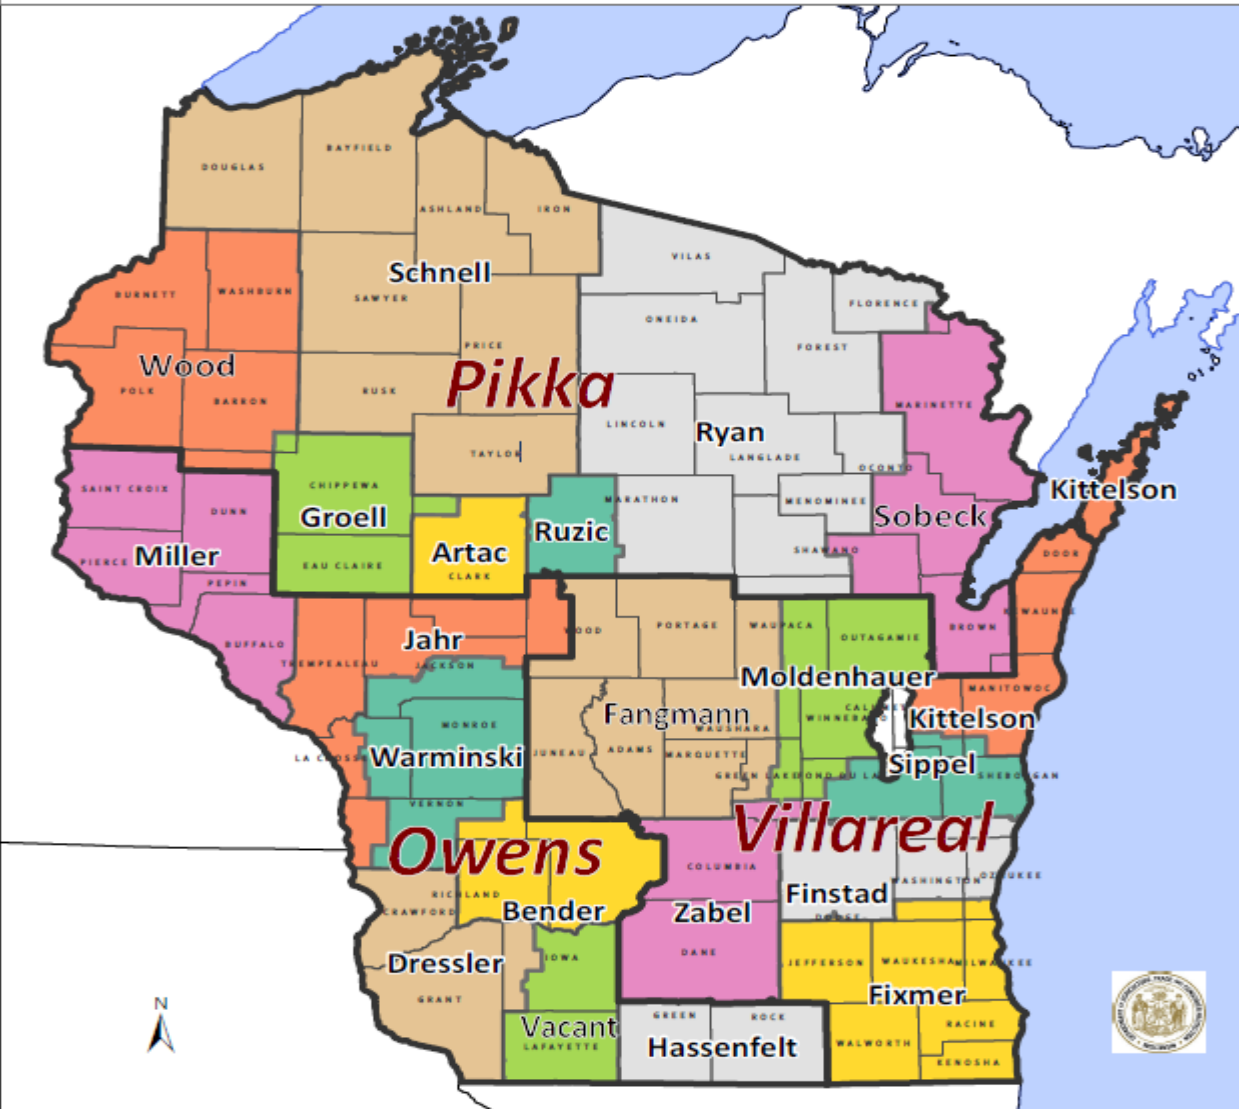 DOUGLAS
BAYFIELD
ASHLAND
IRON
VILAS
Schnell
BURNETT
WASHBURN
SAWYER
FLORENCE
ONEIDA
PRICE
FOREST
Wood
POLK
BARRON
RUSK
Pikka
MARINETTE
LINCOLN
Ryan
LANGLADE
TAYLOR
OCONTO
SAINT CROIX
CHIPPEWA
MARATHON
MENOMINEE
Kittelson
DUNN
Groell
Ruzic
Sobeck
PIERCE
Miller
Artac
SHAWANO
DOOR
EAU CLAIRE
CLARK
PEPIN
KEWAUNEE
BUFFALO
Jahr
WOOD
PORTAGE
WAUPACA
OUTAGAMIE
BROWN
TREMPEALEAU
JACKSON
Moldenhauer
MANITOWOC
MONROE
Fangmann
WAUSHARA
CALUMET
WINNEBAGO
Kittelson
LA CROSSE
Warminski
JUNEAU
ADAMS
MARQUETTE
GREEN LAKE
FOND DU LA
Sippel
SHEBOYGAN
VERNON
Owens
Villareal
RICHLAND
COLUMBIA
Finstad
WASHINGTON
OZAUKEE
CRAWFORD
Bender
Zabel
DODGE
Dressler
IOWA
DANE
JEFFERSON
WAUKESHA
MILWAUKEE
GRANT
Fixmer
N
Vacant
LAFAYETTE
GREEN
ROCK
Hassenfelt
WALWORTH
RACINE
KENOSHA